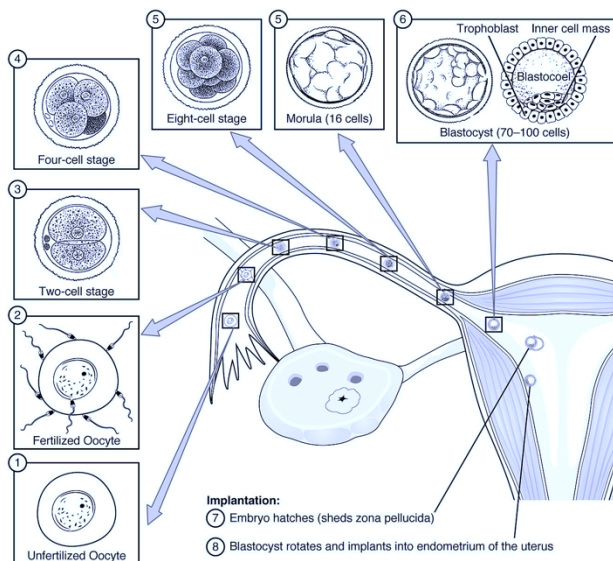 1
Unfertilized Oocyte
2
Fertilized Oocyte
3
Two-cell stage
4
Four-cell stage
5
Eight-cell stage
5
Morula (16 cells)
6
Trophoblast Inner cell mass
Blastocoel
Blastocyst (70–100 cells)
Implantation:
7 Embryo hatches (sheds zona pellucida)
8 Blastocyst rotates and implants into endometrium of the uterus